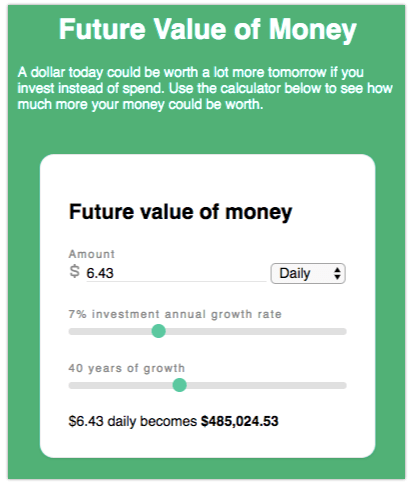 Future Value of Money
A dollar today could be worth a lot more tomorrow if you
invest instead of spend. Use the calculator below to see how
much more your money could be worth.
Future value of money
Amount
$ 6.43 Daily
7% investment annual growth rate
40 years of growth
$6.43 daily becomes $485,024.53